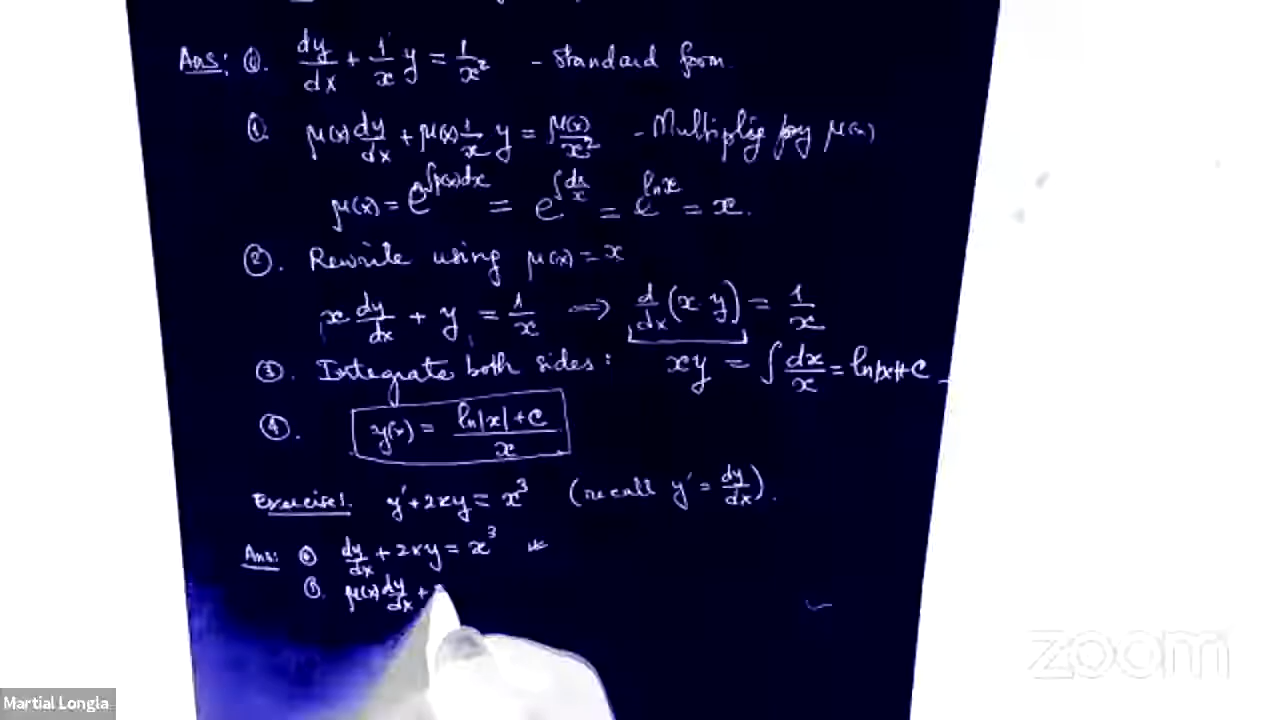 Ans: ⓪. dy/dx + 1/x y = 1/x² - Standard form.
①. μ(x) dy/dx + μ(x) 1/x y = μ(x)/x² - Multiply by μ(x)
μ(x) = e^∫p(x)dx = e^∫dx/x = e^lnx = x.
②. Rewrite using μ(x) = x
x dy/dx + y = 1/x ⟹ d/dx (x y) = 1/x
③. Integrate both sides: xy = ∫ dx/x = ln|x|+C
④. y(x) = (ln|x| + C)/x
Exercise1. y' + 2xy = x³ (recall y' = dy/dx).
Ans: ⓪ dy/dx + 2xy = x³
①. μ(x) dy/dx +
zoom
Martial Longla